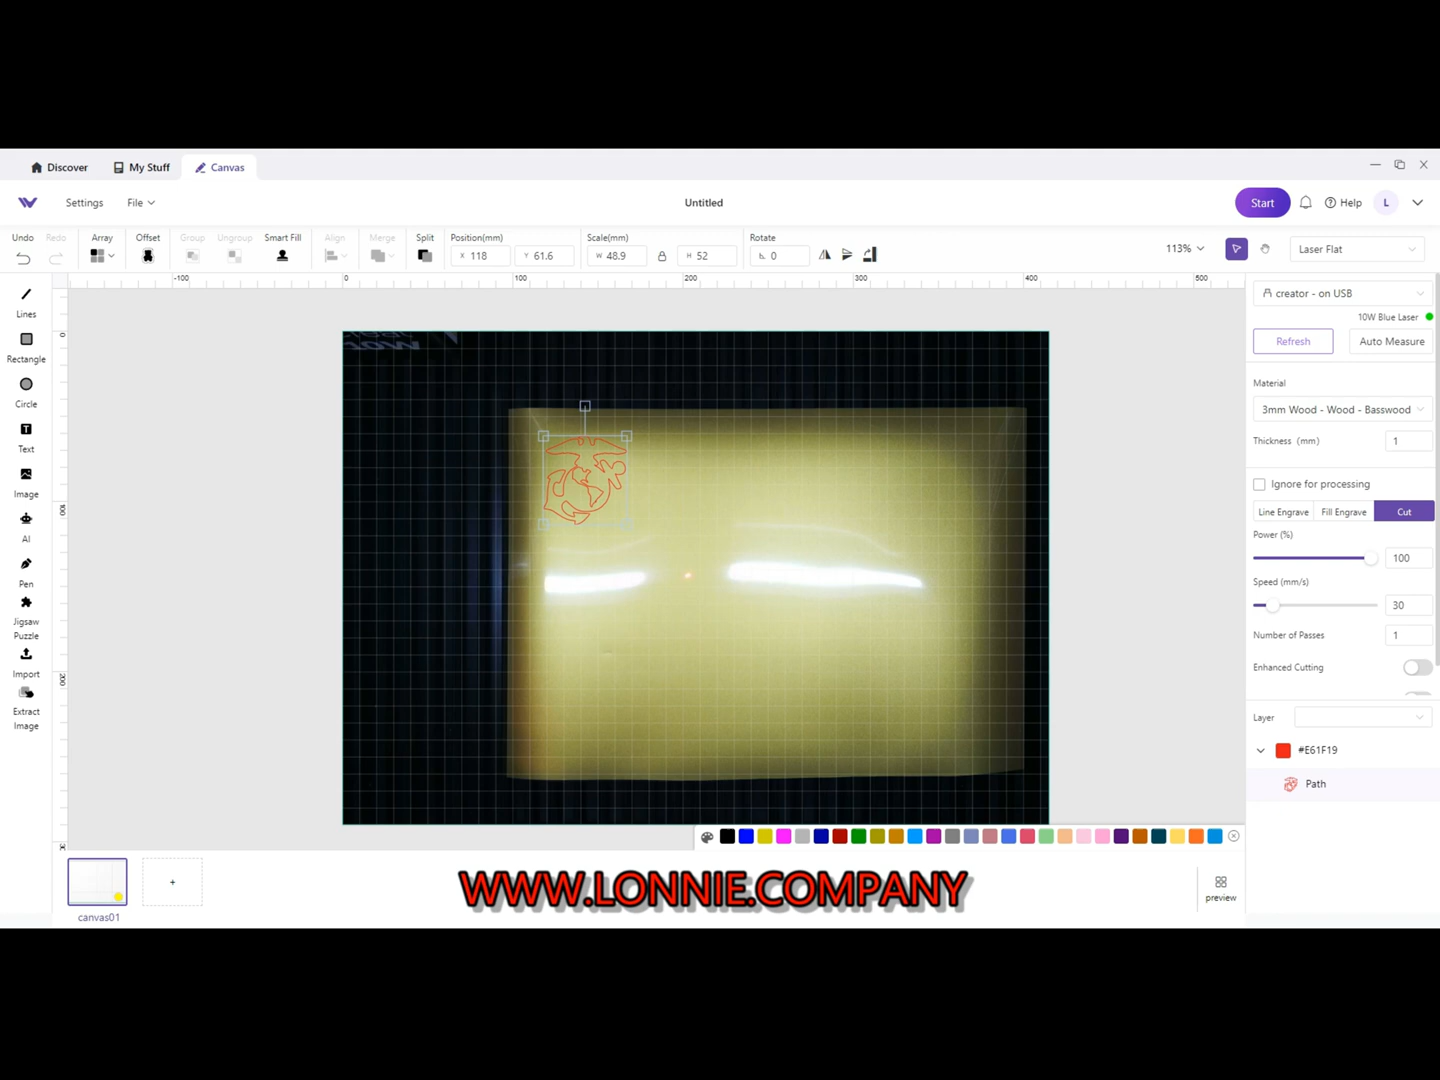 Discover My Stuff Canvas
Settings File Untitled Start Help L
Undo Redo Array Offset Group Ungroup Smart Fill Align Merge Split Position(mm) Scale(mm) Rotate
X 118 Y 61.6 W 48.9 H 52 0 113% Laser Flat
-100 0 100 200 300 400 500
0
100
200
Lines
Rectangle
Circle
Text
Image
AI
Pen
Jigsaw
Puzzle
Import
Extract
Image
creator - on USB
10W Blue Laser
Refresh Auto Measure
Material
3mm Wood - Wood - Basswood
Thickness (mm) 1
Ignore for processing
Line Engrave Fill Engrave Cut
Power (%)
100
Speed (mm/s)
30
Number of Passes 1
Enhanced Cutting
Layer
#E61F19
Path
+
canvas01
WWW.LONNIE.COMPANY
preview